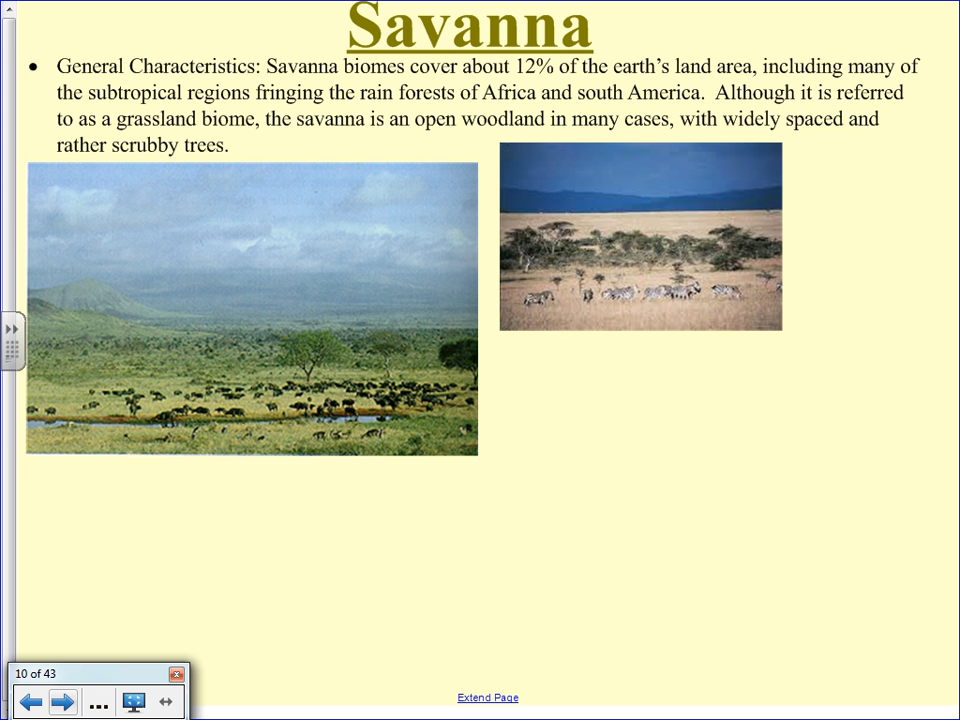 Savanna
• General Characteristics: Savanna biomes cover about 12% of the earth’s land area, including many of
the subtropical regions fringing the rain forests of Africa and south America.  Although it is referred
to as a grassland biome, the savanna is an open woodland in many cases, with widely spaced and
rather scrubby trees.
10 of 43
Extend Page